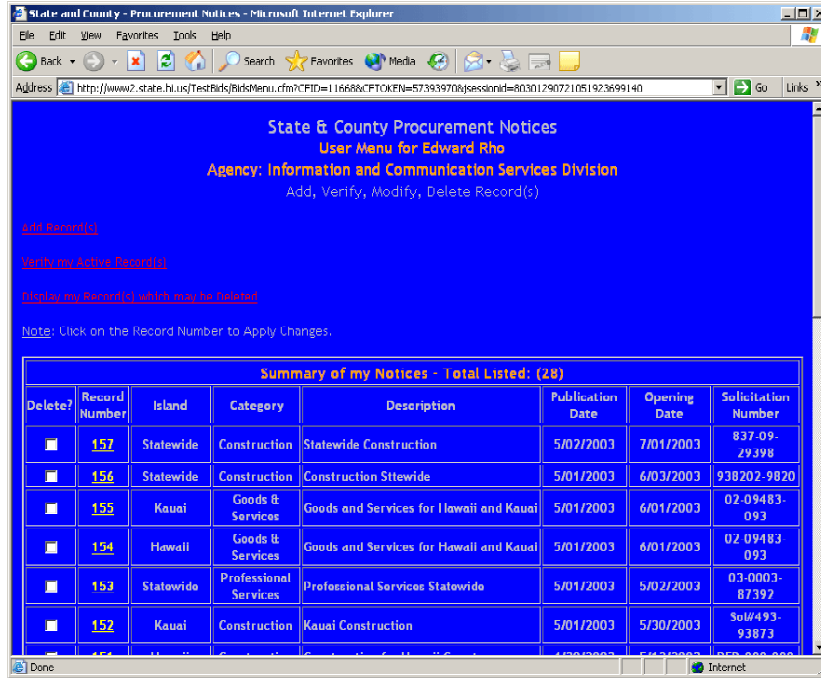 State and County - Procurement Notices - Microsoft Internet Explorer
File Edit View Favorites Tools Help
Back Search Favorites Media
Address http://www2.state.hi.us/TestBids/BidsMenu.cfm?CFID=11668&CFTOKEN=57393970&jsessionid=80301290721051923699140 Go Links
State & County Procurement Notices
User Menu for Edward Rho
Agency: Information and Communication Services Division
Add, Verify, Modify, Delete Record(s)
Add Record(s)
Verify my Active Record(s)
Display my Record(s) which may be Deleted
Note: Click on the Record Number to Apply Changes.
Summary of my Notices - Total Listed: (28)
Delete? Record Number Island Category Description Publication Date Opening Date Solicitation Number
157 Statewide Construction Statewide Construction 5/02/2003 7/01/2003 837-09-29398
156 Statewide Construction Construction Sttewide 5/01/2003 6/03/2003 938202-9820
155 Kauai Goods & Services Goods and Services for Hawaii and Kauai 5/01/2003 6/01/2003 02-09483-093
154 Hawaii Goods & Services Goods and Services for Hawaii and Kauai 5/01/2003 6/01/2003 02-09483-093
153 Statewide Professional Services Professional Services Statewide 5/01/2003 5/02/2003 03-0003-87392
152 Kauai Construction Kauai Construction 5/01/2003 5/30/2003 Sol#493-93873
Done Internet